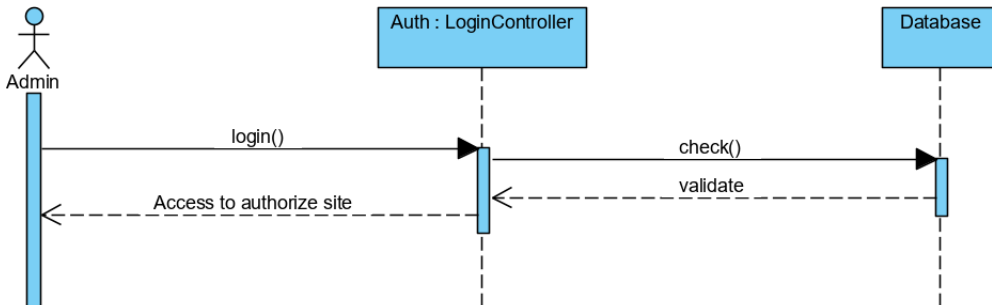 Auth : LoginController
Database
Admin
login()
check()
validate
Access to authorize site